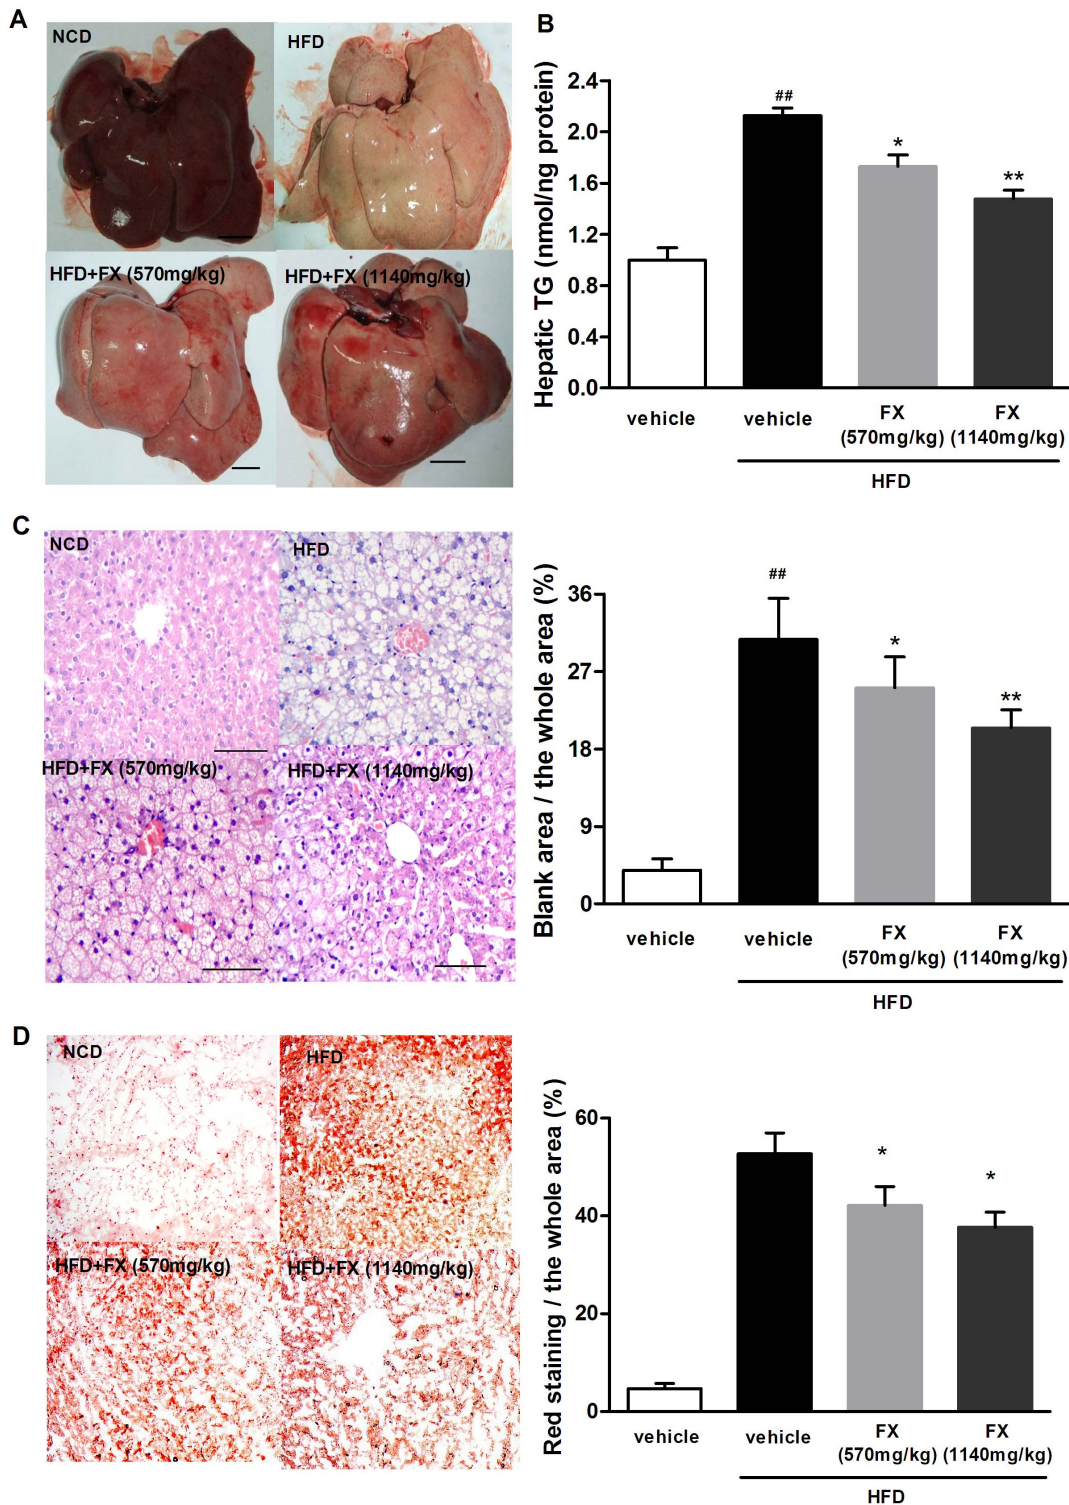 A
NCD
HFD
HFD+FX (570mg/kg)
HFD+FX (1140mg/kg)
B
Hepatic TG (nmol/ng protein)
2.4
2.0
1.6
1.2
0.8
0.4
0.0
##
*
**
vehicle
vehicle
FX
(570mg/kg)
FX
(1140mg/kg)
HFD
C
NCD
HFD
HFD+FX (570mg/kg)
HFD+FX (1140mg/kg)
Blank area / the whole area (%)
36
27
18
9
0
##
*
**
vehicle
vehicle
FX
(570mg/kg)
FX
(1140mg/kg)
HFD
D
NCD
HFD
HFD+FX (570mg/kg)
HFD+FX (1140mg/kg)
Red staining / the whole area (%)
60
40
20
0
*
*
vehicle
vehicle
FX
(570mg/kg)
FX
(1140mg/kg)
HFD